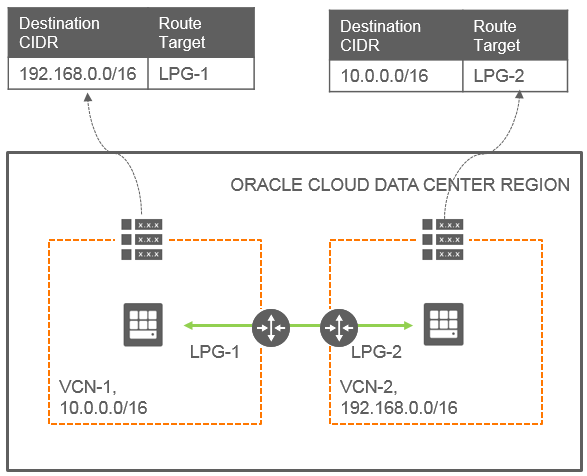 Destination CIDR Route Target
192.168.0.0/16 LPG-1
Destination CIDR Route Target
10.0.0.0/16 LPG-2
ORACLE CLOUD DATA CENTER REGION
x.x.x
x.x.x
x.x.x
x.x.x
x.x.x
x.x.x
LPG-1
LPG-2
VCN-1,
10.0.0.0/16
VCN-2,
192.168.0.0/16